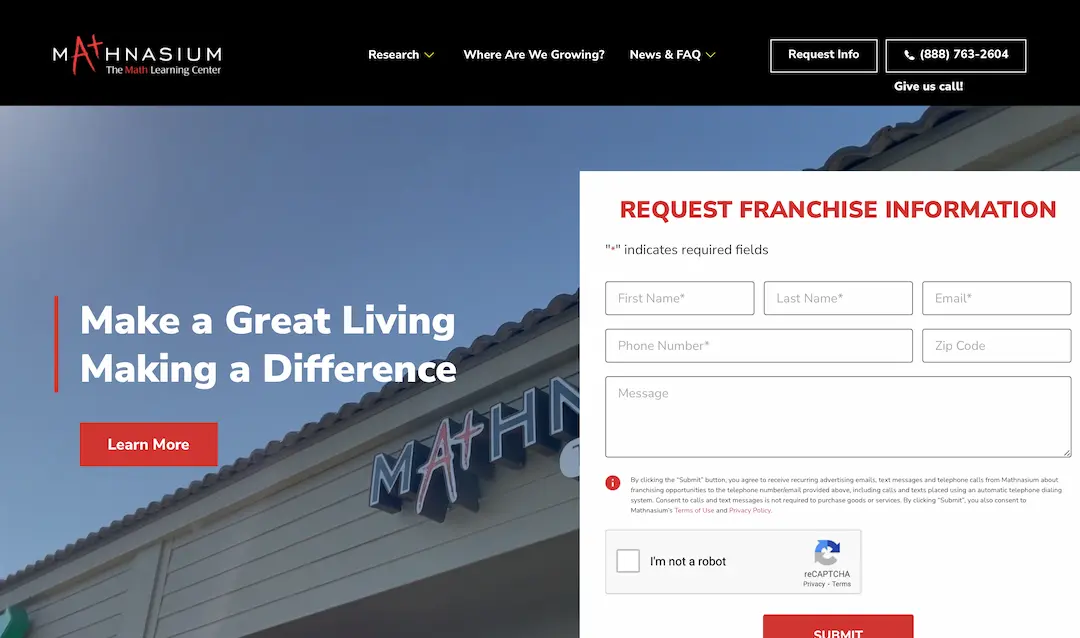 MATHNASIUM
The Math Learning Center
Research
Where Are We Growing?
News & FAQ
Request Info
(888) 763-2604
Give us call!
REQUEST FRANCHISE INFORMATION
"*" indicates required fields
First Name*
Last Name*
Email*
Phone Number*
Zip Code
Message
Make a Great Living
Making a Difference
Learn More
MATHN
By clicking the "Submit" button, you agree to receive recurring advertising emails, text messages and telephone calls from Mathnasium about
franchising opportunities to the telephone number/email provided above, including calls and texts placed using an automatic telephone dialing
system. Consent to calls and text messages is not required to purchase goods or services. By clicking "Submit", you also consent to
Mathnasium's Terms of Use and Privacy Policy.
I'm not a robot
reCAPTCHA
Privacy - Terms
SUBMIT